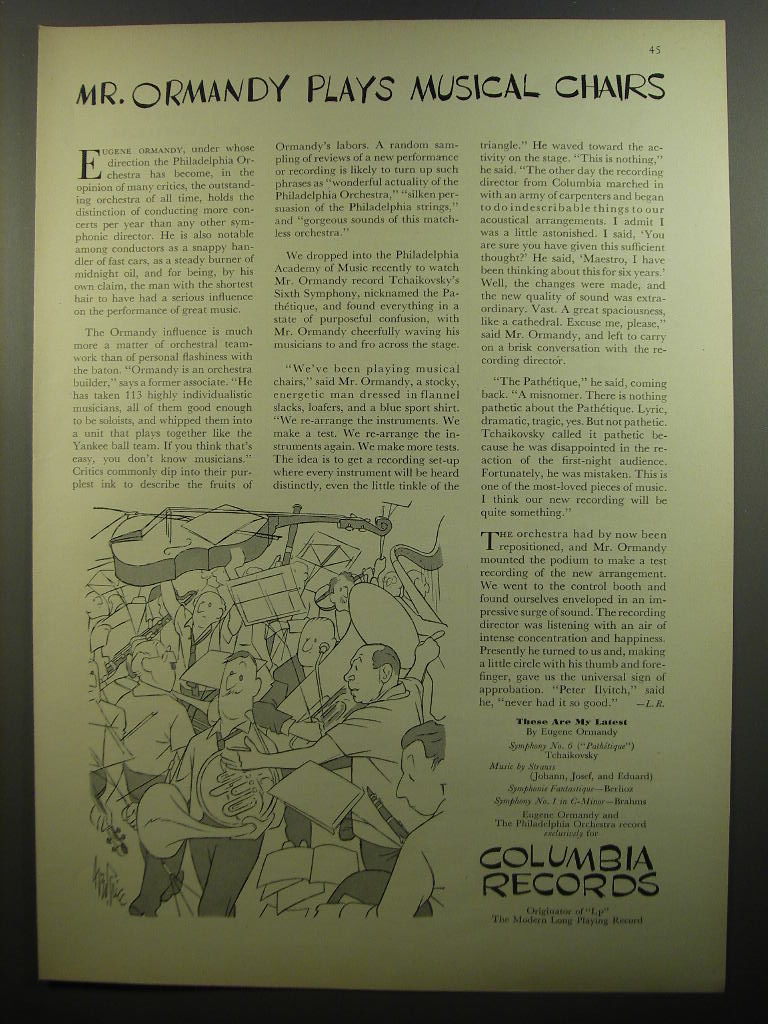 45
MR. ORMANDY PLAYS MUSICAL CHAIRS
EUGENE ORMANDY, under whose
direction the Philadelphia Or-
chestra has become, in the
opinion of many critics, the outstand-
ing orchestra of all time, holds the
distinction of conducting more con-
certs per year than any other sym-
phonic director. He is also notable
among conductors as a snappy han-
dler of fast cars, as a steady burner of
midnight oil, and for being, by his
own claim, the man with the shortest
hair to have had a serious influence
on the performance of great music.
The Ormandy influence is much
more a matter of orchestral team-
work than of personal flashiness with
the baton. "Ormandy is an orchestra
builder," says a former associate. "He
has taken 113 highly individualistic
musicians, all of them good enough
to be soloists, and whipped them into
a unit that plays together like the
Yankee ball team. If you think that's
easy, you don't know musicians."
Critics commonly dip into their pur-
plest ink to describe the fruits of
Ormandy's labors. A random sam-
pling of reviews of a new performance
or recording is likely to turn up such
phrases as "wonderful actuality of the
Philadelphia Orchestra," "silken per-
suasion of the Philadelphia strings,"
and "gorgeous sounds of this match-
less orchestra."
We dropped into the Philadelphia
Academy of Music recently to watch
Mr. Ormandy record Tchaikovsky's
Sixth Symphony, nicknamed the Pa-
thétique, and found everything in a
state of purposeful confusion, with
Mr. Ormandy cheerfully waving his
musicians to and fro across the stage.
"We've been playing musical
chairs," said Mr. Ormandy, a stocky,
energetic man dressed in flannel
slacks, loafers, and a blue sport shirt.
"We re-arrange the instruments. We
make a test. We re-arrange the in-
struments again. We make more tests.
The idea is to get a recording set-up
where every instrument will be heard
distinctly, even the little tinkle of the
triangle." He waved toward the ac-
tivity on the stage. "This is nothing,"
he said. "The other day the recording
director from Columbia marched in
with an army of carpenters and began
to do indescribable things to our
acoustical arrangements. I admit I
was a little astonished. I said, 'You
are sure you have given this sufficient
thought?' He said, 'Maestro, I have
been thinking about this for six years.'
Well, the changes were made, and
the new quality of sound was extra-
ordinary. Vast. A great spaciousness,
like a cathedral. Excuse me, please,"
said Mr. Ormandy, and left to carry
on a brisk conversation with the re-
cording director.
"The Pathétique," he said, coming
back. "A misnomer. There is nothing
pathetic about the Pathétique. Lyric,
dramatic, tragic, yes. But not pathetic.
Tchaikovsky called it pathetic be-
cause he was disappointed in the re-
action of the first-night audience.
Fortunately, he was mistaken. This is
one of the most-loved pieces of music.
I think our new recording will be
quite something."
THE orchestra had by now been
repositioned, and Mr. Ormandy
mounted the podium to make a test
recording of the new arrangement.
We went to the control booth and
found ourselves enveloped in an im-
pressive surge of sound. The recording
director was listening with an air of
intense concentration and happiness.
Presently he turned to us and, making
a little circle with his thumb and fore-
finger, gave us the universal sign of
approbation. "Peter Ilyitch," said
he, "never had it so good." —L.R.
These Are My Latest
By Eugene Ormandy
Symphony No. 6 ("Pathétique")
Tchaikovsky
Music by Strauss
(Johann, Josef, and Eduard)
Symphonie Fantastique—Berlioz
Symphony No. 1 in C-Minor—Brahms
Eugene Ormandy and
The Philadelphia Orchestra record
exclusively for
COLUMBIA
RECORDS
Originator of "Lp"
The Modern Long Playing Record